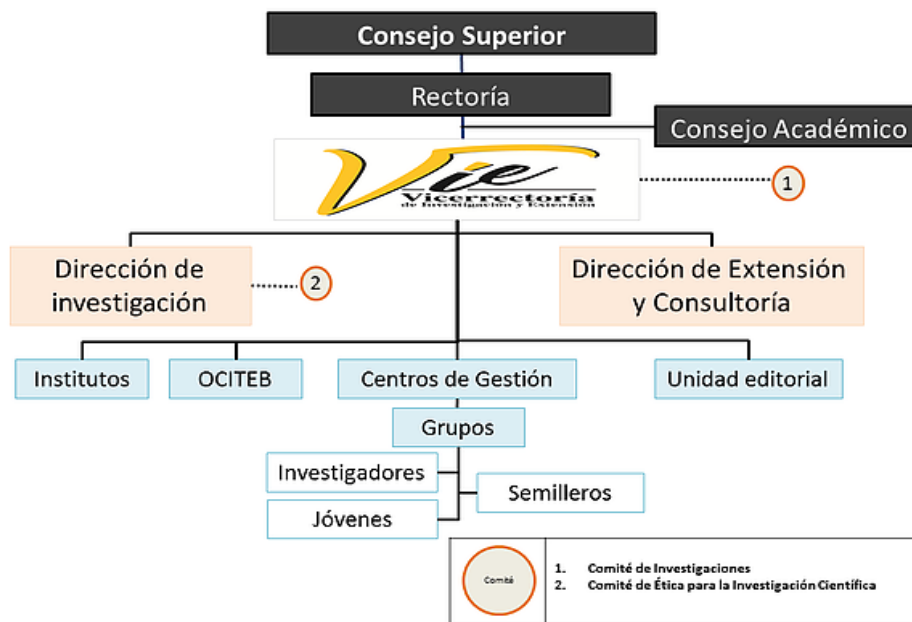 Consejo Superior
Rectoría
Consejo Académico
Vie
Vicerrectoría
de Investigación y Extensión
1
Dirección de
investigación
2
Dirección de Extensión
y Consultoría
Institutos
OCITEB
Centros de Gestión
Unidad editorial
Grupos
Investigadores
Semilleros
Jóvenes
Comité
1. Comité de Investigaciones
2. Comité de Ética para la Investigación Científica